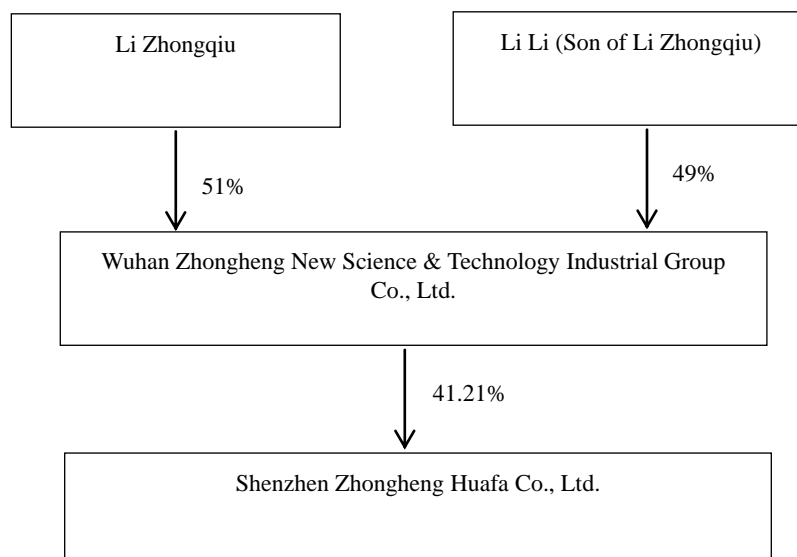 Li Zhongqiu
Li Li (Son of Li Zhongqiu)
51%
49%
Wuhan Zhongheng New Science & Technology Industrial Group
Co., Ltd.
41.21%
Shenzhen Zhongheng Huafa Co., Ltd.